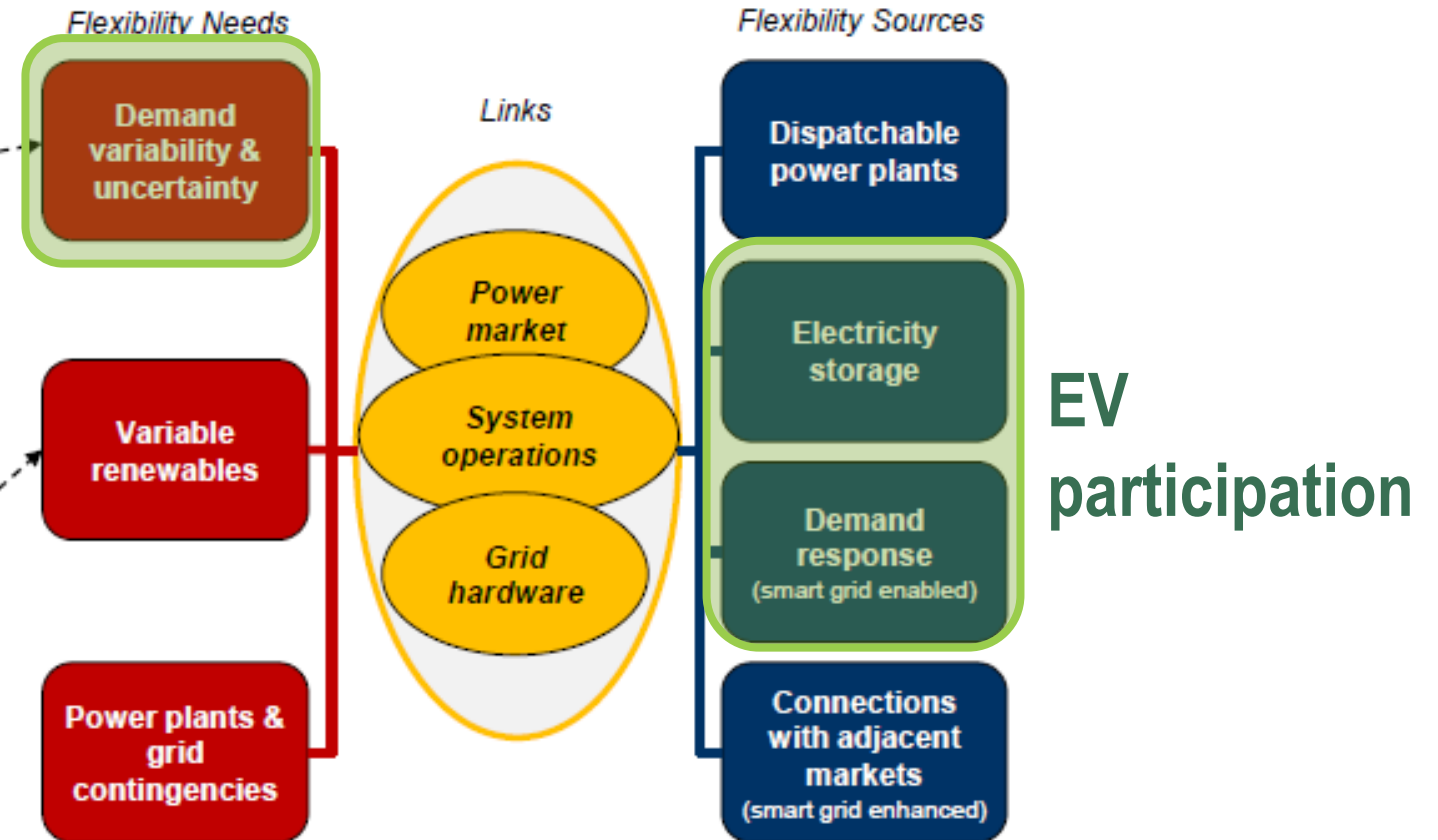 Flexibility Needs
Demand
variability &
uncertainty
Variable
renewables
Power plants &
grid
contingencies
Links
Power
market
System
operations
Grid
hardware
Flexibility Sources
Dispatchable
power plants
Electricity
storage
Demand
response
(smart grid enabled)
Connections
with adjacent
markets
(smart grid enhanced)
EV
participation